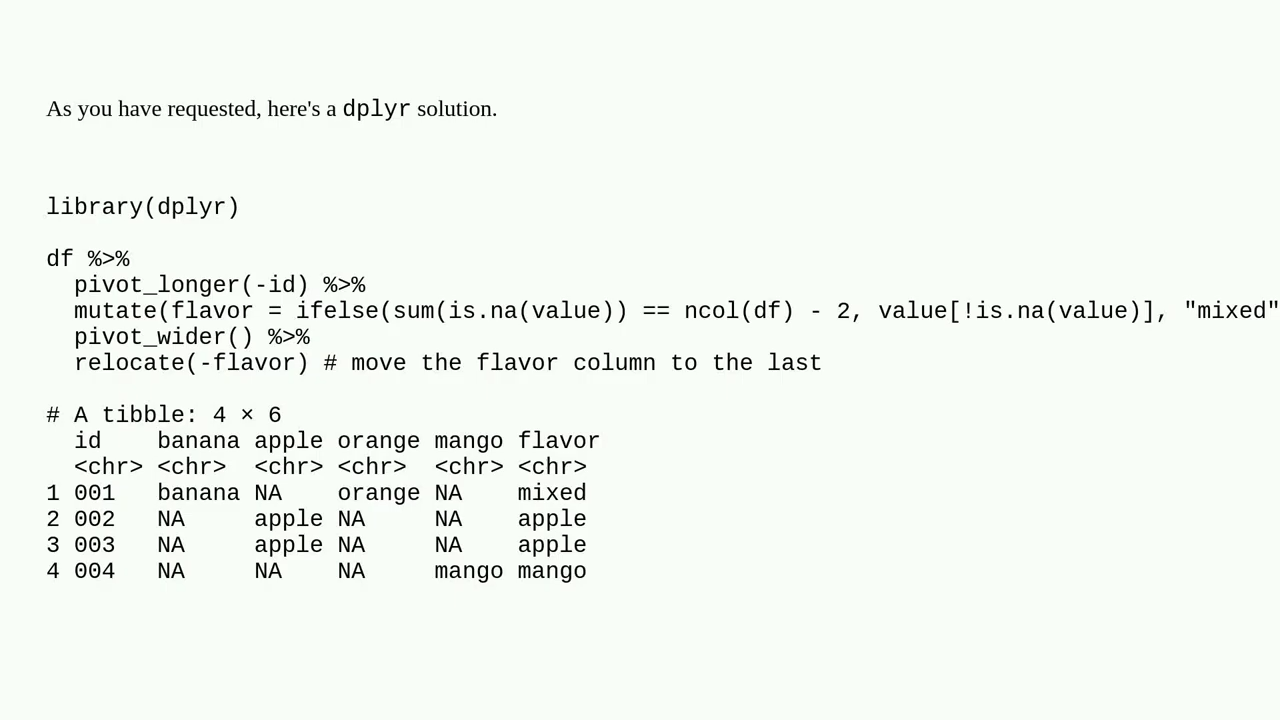 As you have requested, here's a dplyr solution.
library(dplyr)
df %>%
  pivot_longer(-id) %>%
  mutate(flavor = ifelse(sum(is.na(value)) == ncol(df) - 2, value[!is.na(value)], "mixed"
  pivot_wider() %>%
  relocate(-flavor) # move the flavor column to the last
# A tibble: 4 × 6
  id    banana apple orange mango flavor
  <chr> <chr>  <chr> <chr>  <chr> <chr>
1 001   banana NA    orange NA    mixed
2 002   NA     apple NA     NA    apple
3 003   NA     apple NA     NA    apple
4 004   NA     NA    NA     mango mango